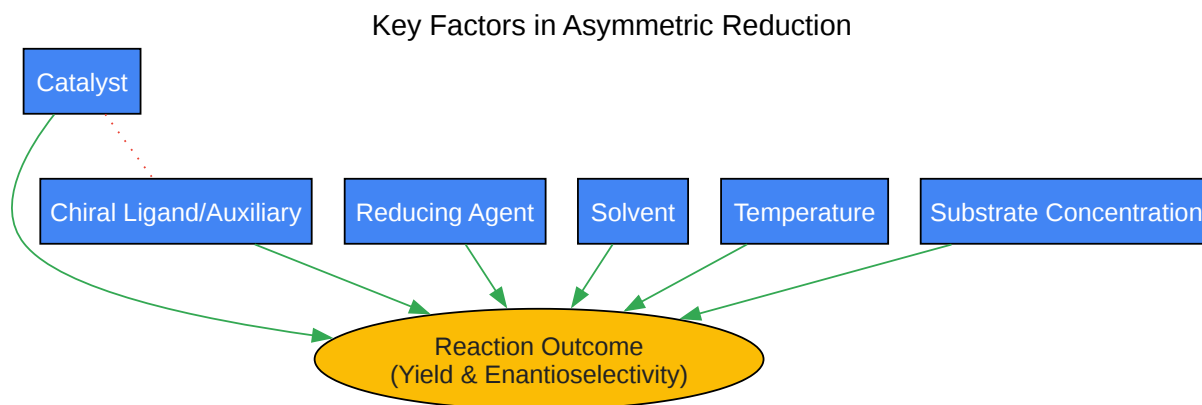 Key Factors in Asymmetric Reduction
Catalyst
Chiral Ligand/Auxiliary
Reducing Agent
Solvent
Temperature
Substrate Concentration
Reaction Outcome
(Yield & Enantioselectivity)